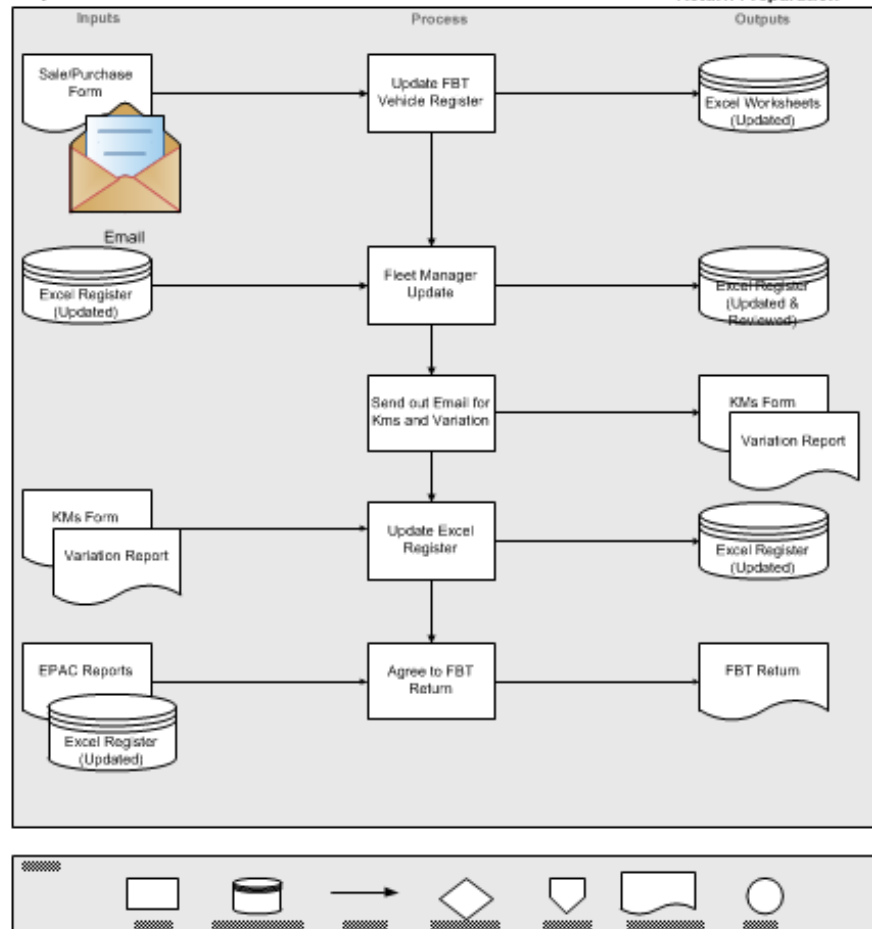 Return Preparation
Inputs
Process
Outputs
Sale/Purchase
Form
Update FBT
Vehicle Register
Excel Worksheets
(Updated)
Email
Excel Register
(Updated)
Fleet Manager
Update
Excel Register
(Updated &
Reviewed)
Send out Email for
Kms and Variation
KMs Form
Variation Report
KMs Form
Variation Report
Update Excel
Register
Excel Register
(Updated)
EPAC Reports
Excel Register
(Updated)
Agree to FBT
Return
FBT Return